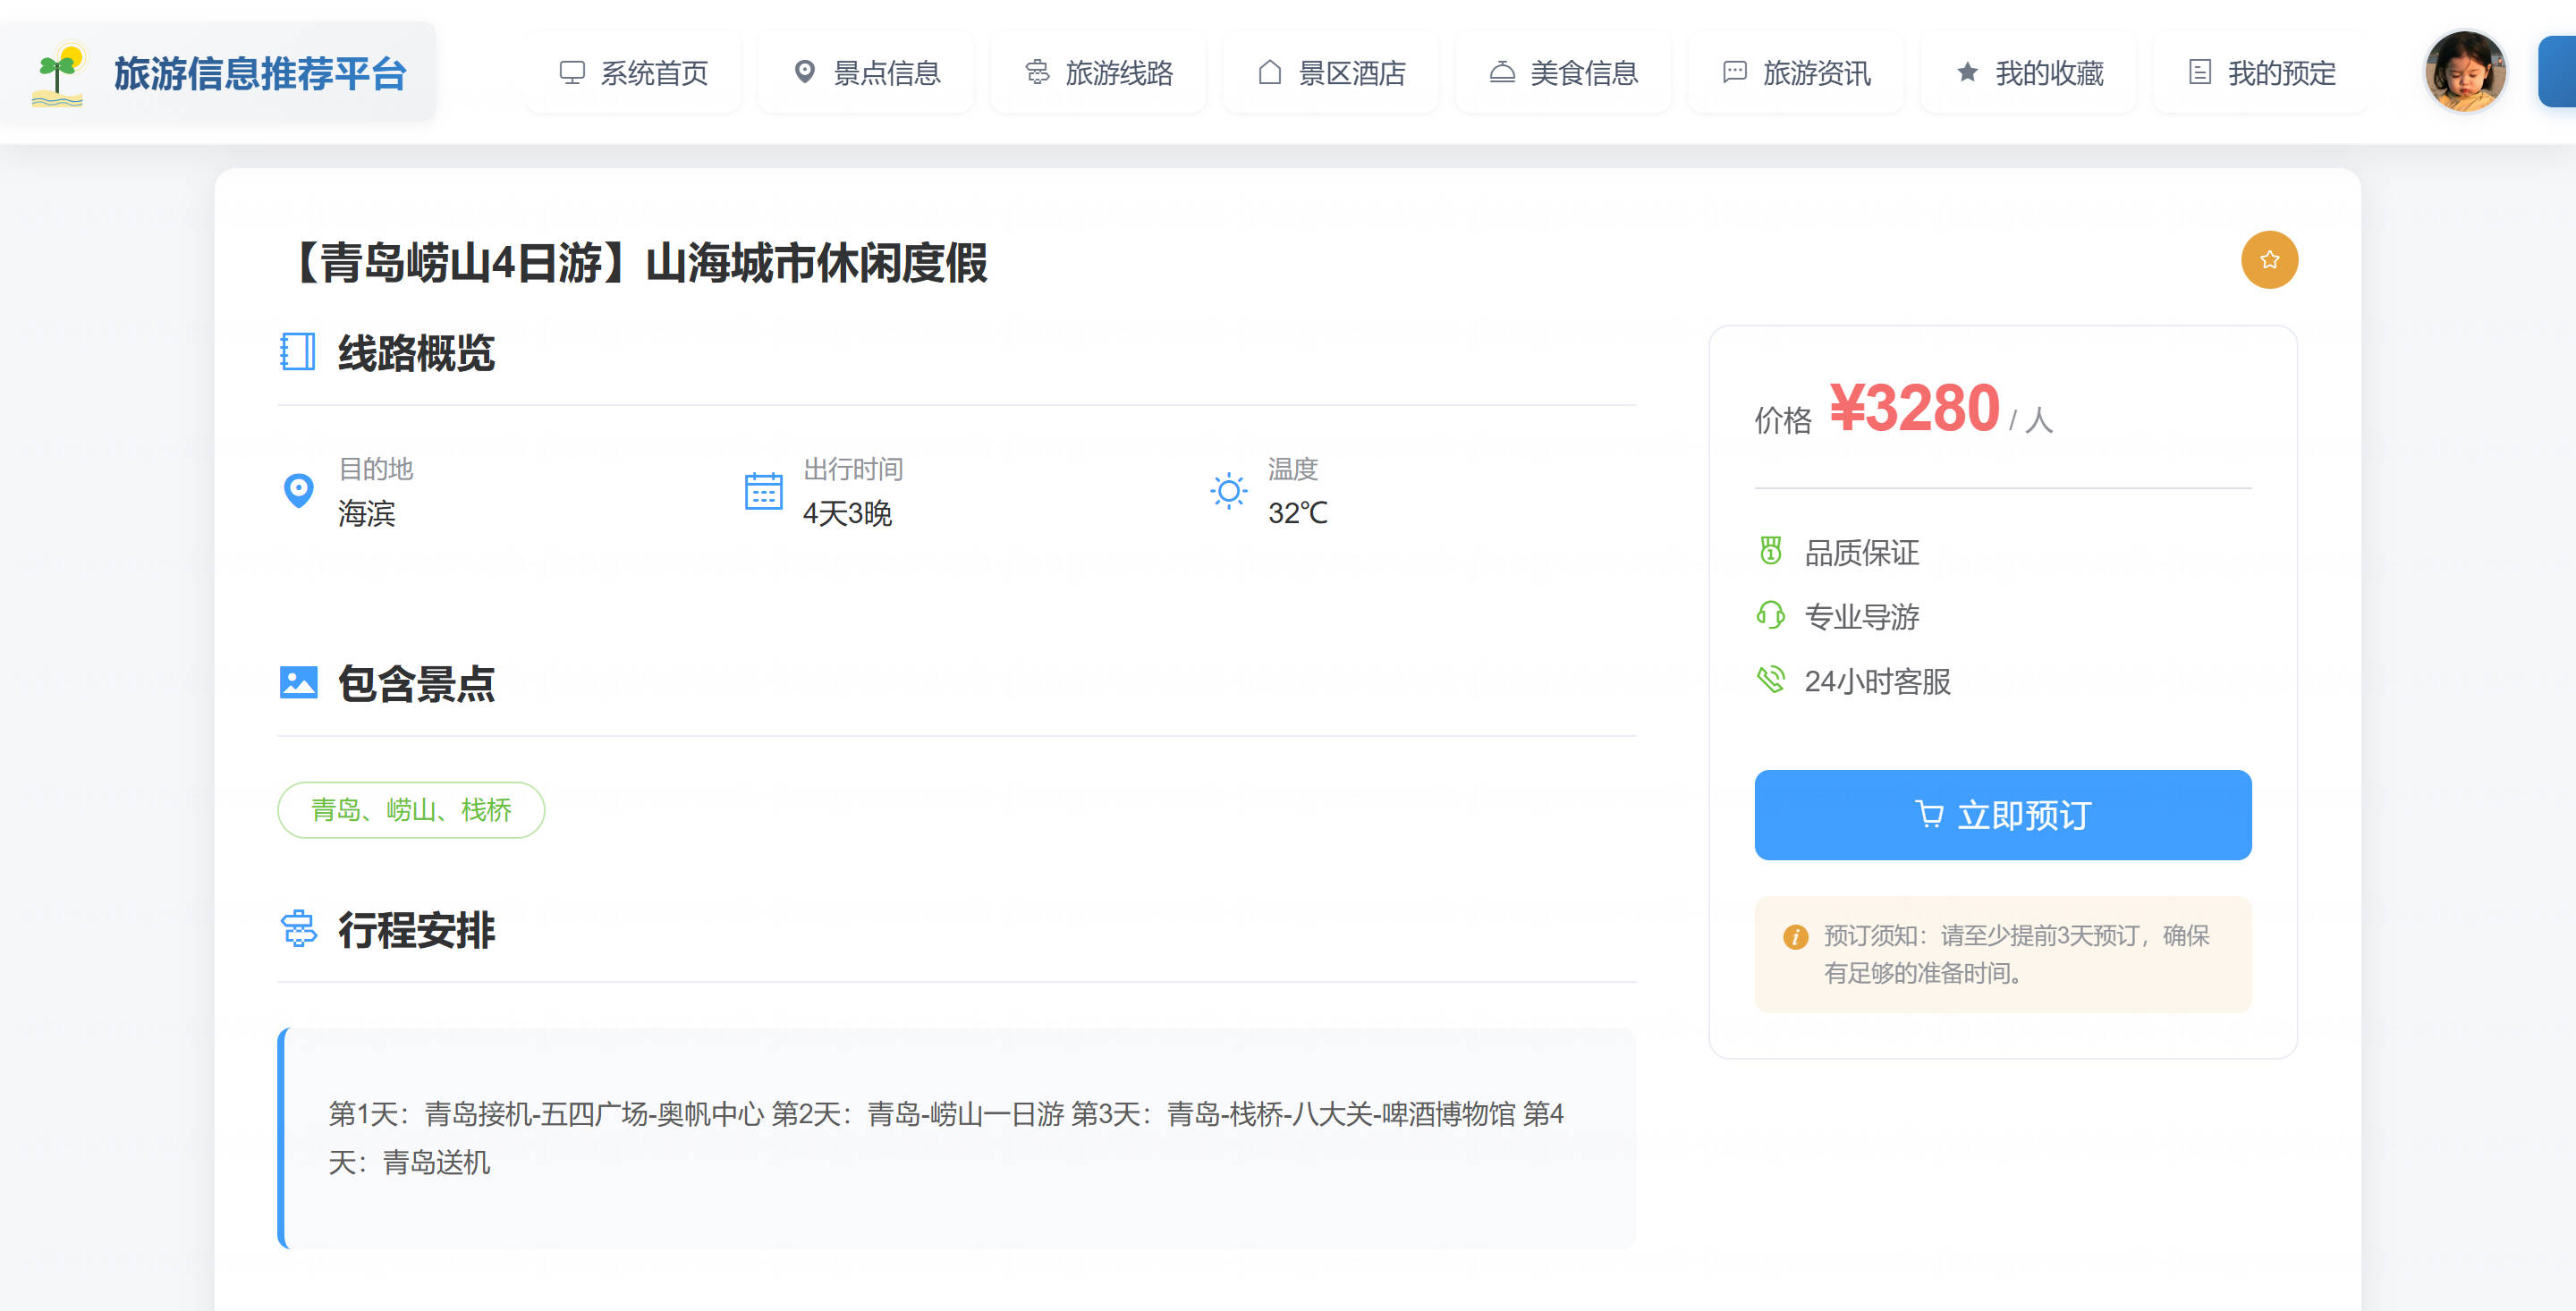 旅游信息推荐平台
系统首页
景点信息
旅游线路
景区酒店
美食信息
旅游资讯
我的收藏
我的预定
【青岛崂山4日游】山海城市休闲度假
线路概览
目的地
海滨
出行时间
4天3晚
温度
32℃
包含景点
青岛、崂山、栈桥
行程安排
第1天：青岛接机-五四广场-奥帆中心 第2天：青岛-崂山一日游 第3天：青岛-栈桥-八大关-啤酒博物馆 第4
天：青岛送机
价格 ¥3280 / 人
品质保证
专业导游
24小时客服
立即预订
预订须知：请至少提前3天预订，确保
有足够的准备时间。